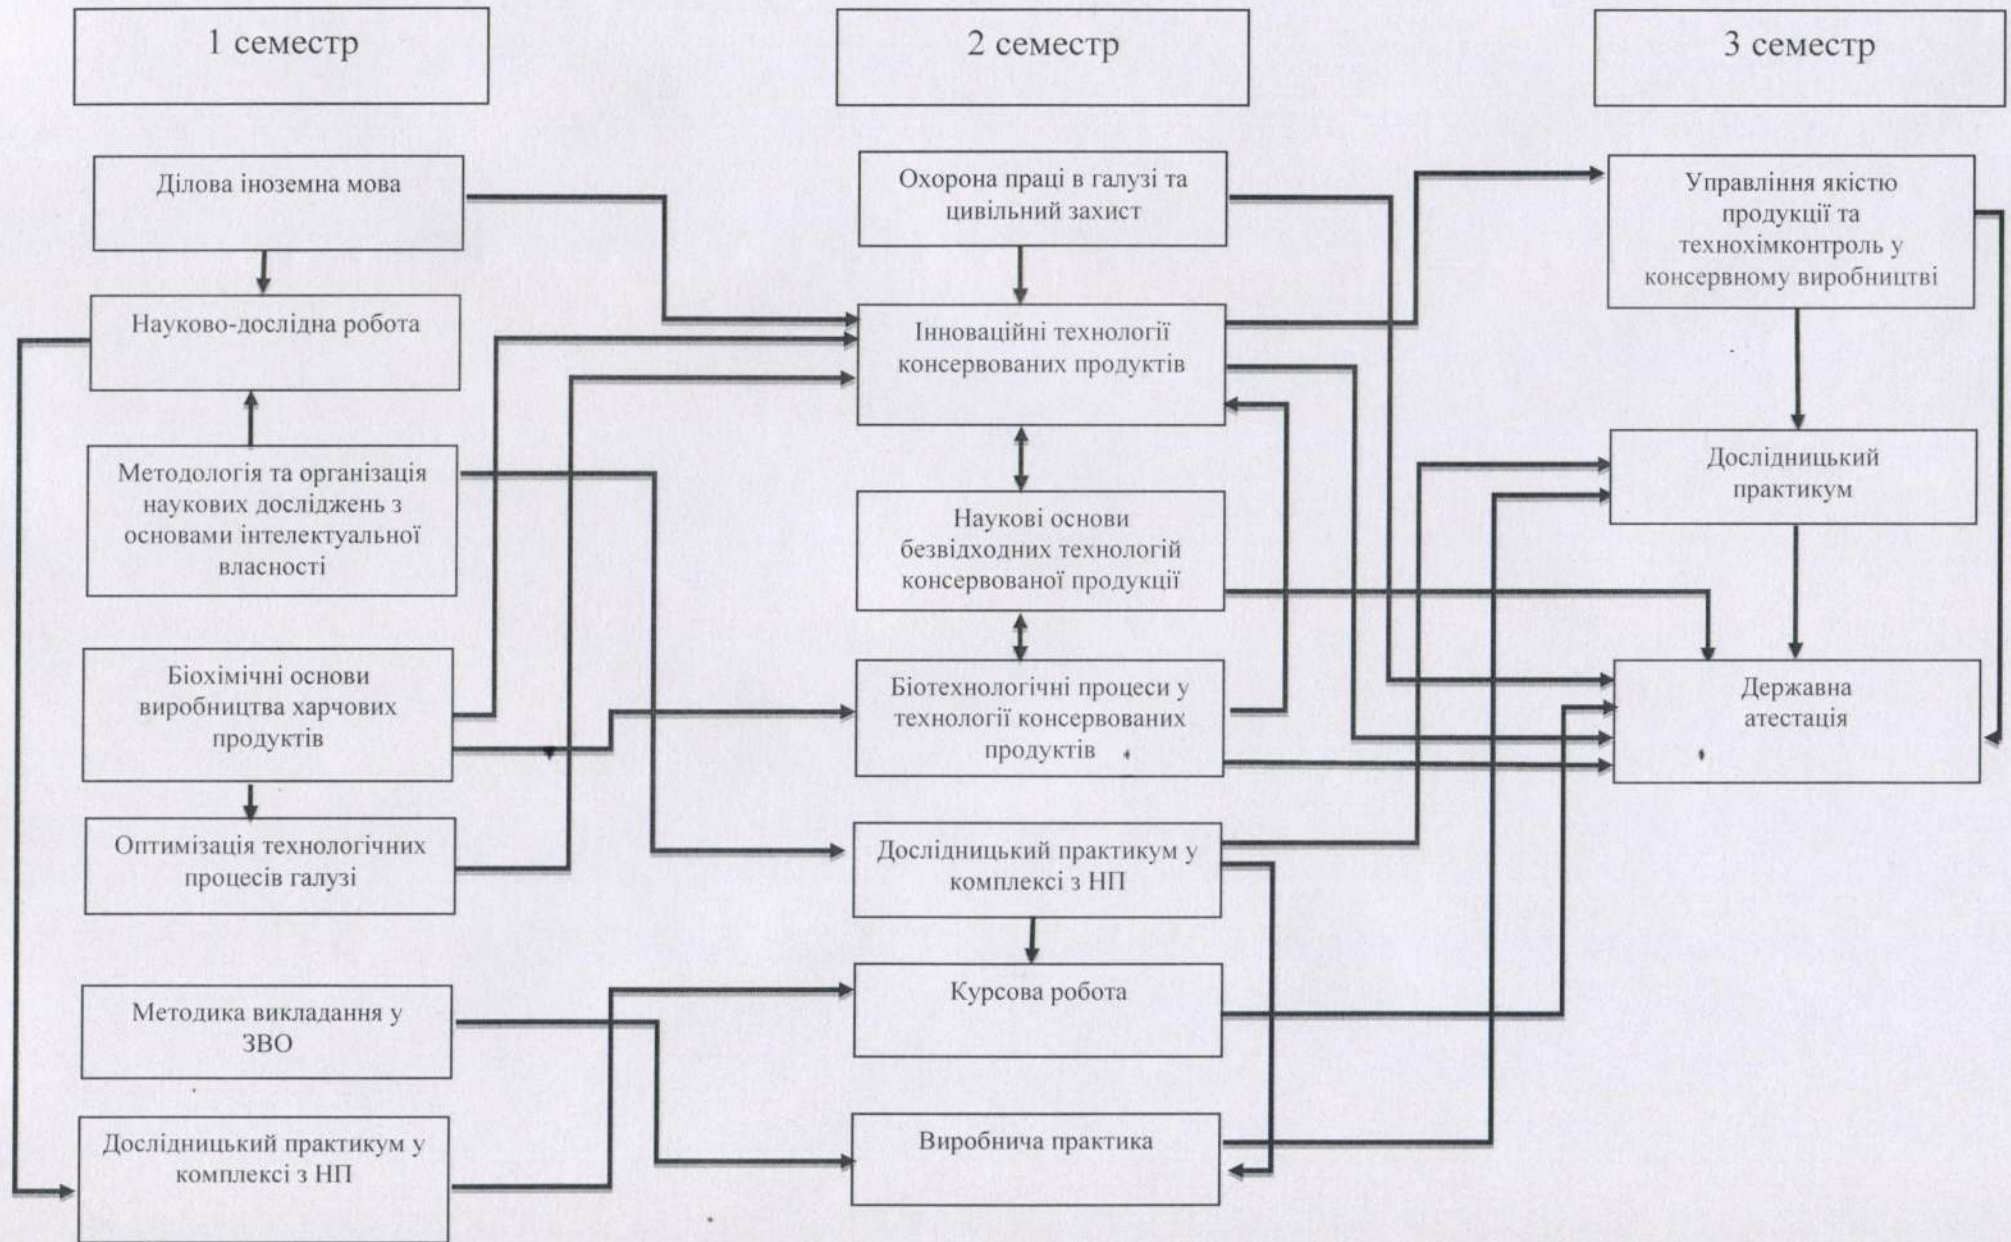 1 семестр
2 семестр
3 семестр
Ділова іноземна мова
Науково-дослідна робота
Методологія та організація
наукових досліджень з
основами інтелектуальної
власності
Біохімічні основи
виробництва харчових
продуктів
Оптимізація технологічних
процесів галузі
Методика викладання у
ЗВО
Дослідницький практикум у
комплексі з НП
Охорона праці в галузі та
цивільний захист
Інноваційні технології
консервованих продуктів
Наукові основи
безвідходних технологій
консервованої продукції
Біотехнологічні процеси у
технології консервованих
продуктів
Дослідницький практикум у
комплексі з НП
Курсова робота
Виробнича практика
Управління якістю
продукції та
технохімконтроль у
консервному виробництві
Дослідницький
практикум
Державна
атестація